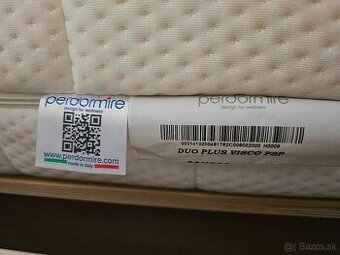 perdormire
design for wellness
www.perdormire.com
made in Italy
perdormire
design for wellness
DUO PLUS VISCO PSP
Bazos.sk